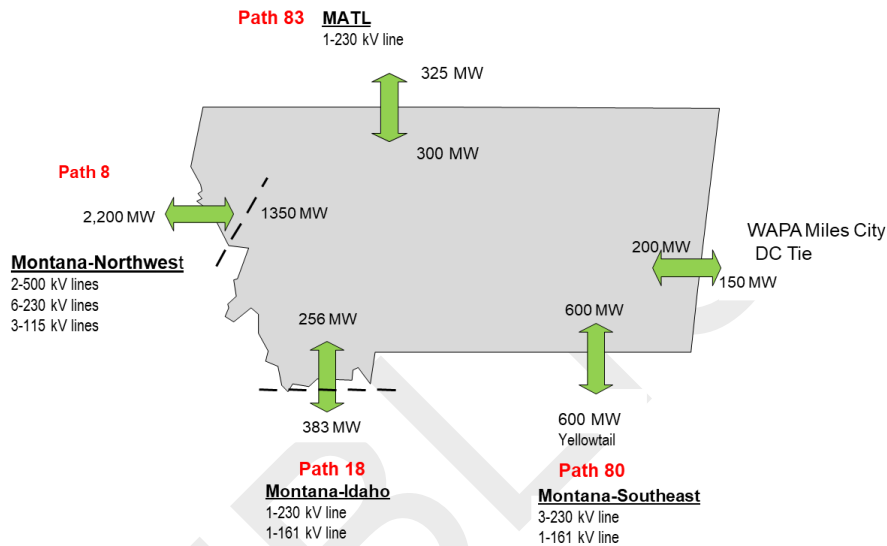 Path 83 MATL
1-230 kV line
325 MW
300 MW
Path 8
2,200 MW
1350 MW
Montana-Northwest
2-500 kV lines
6-230 kV lines
3-115 kV lines
WAPA Miles City
DC Tie
200 MW
150 MW
256 MW
383 MW
Path 18
Montana-Idaho
1-230 kV line
1-161 kV line
600 MW
600 MW
Yellowtail
Path 80
Montana-Southeast
3-230 kV line
1-161 kV line